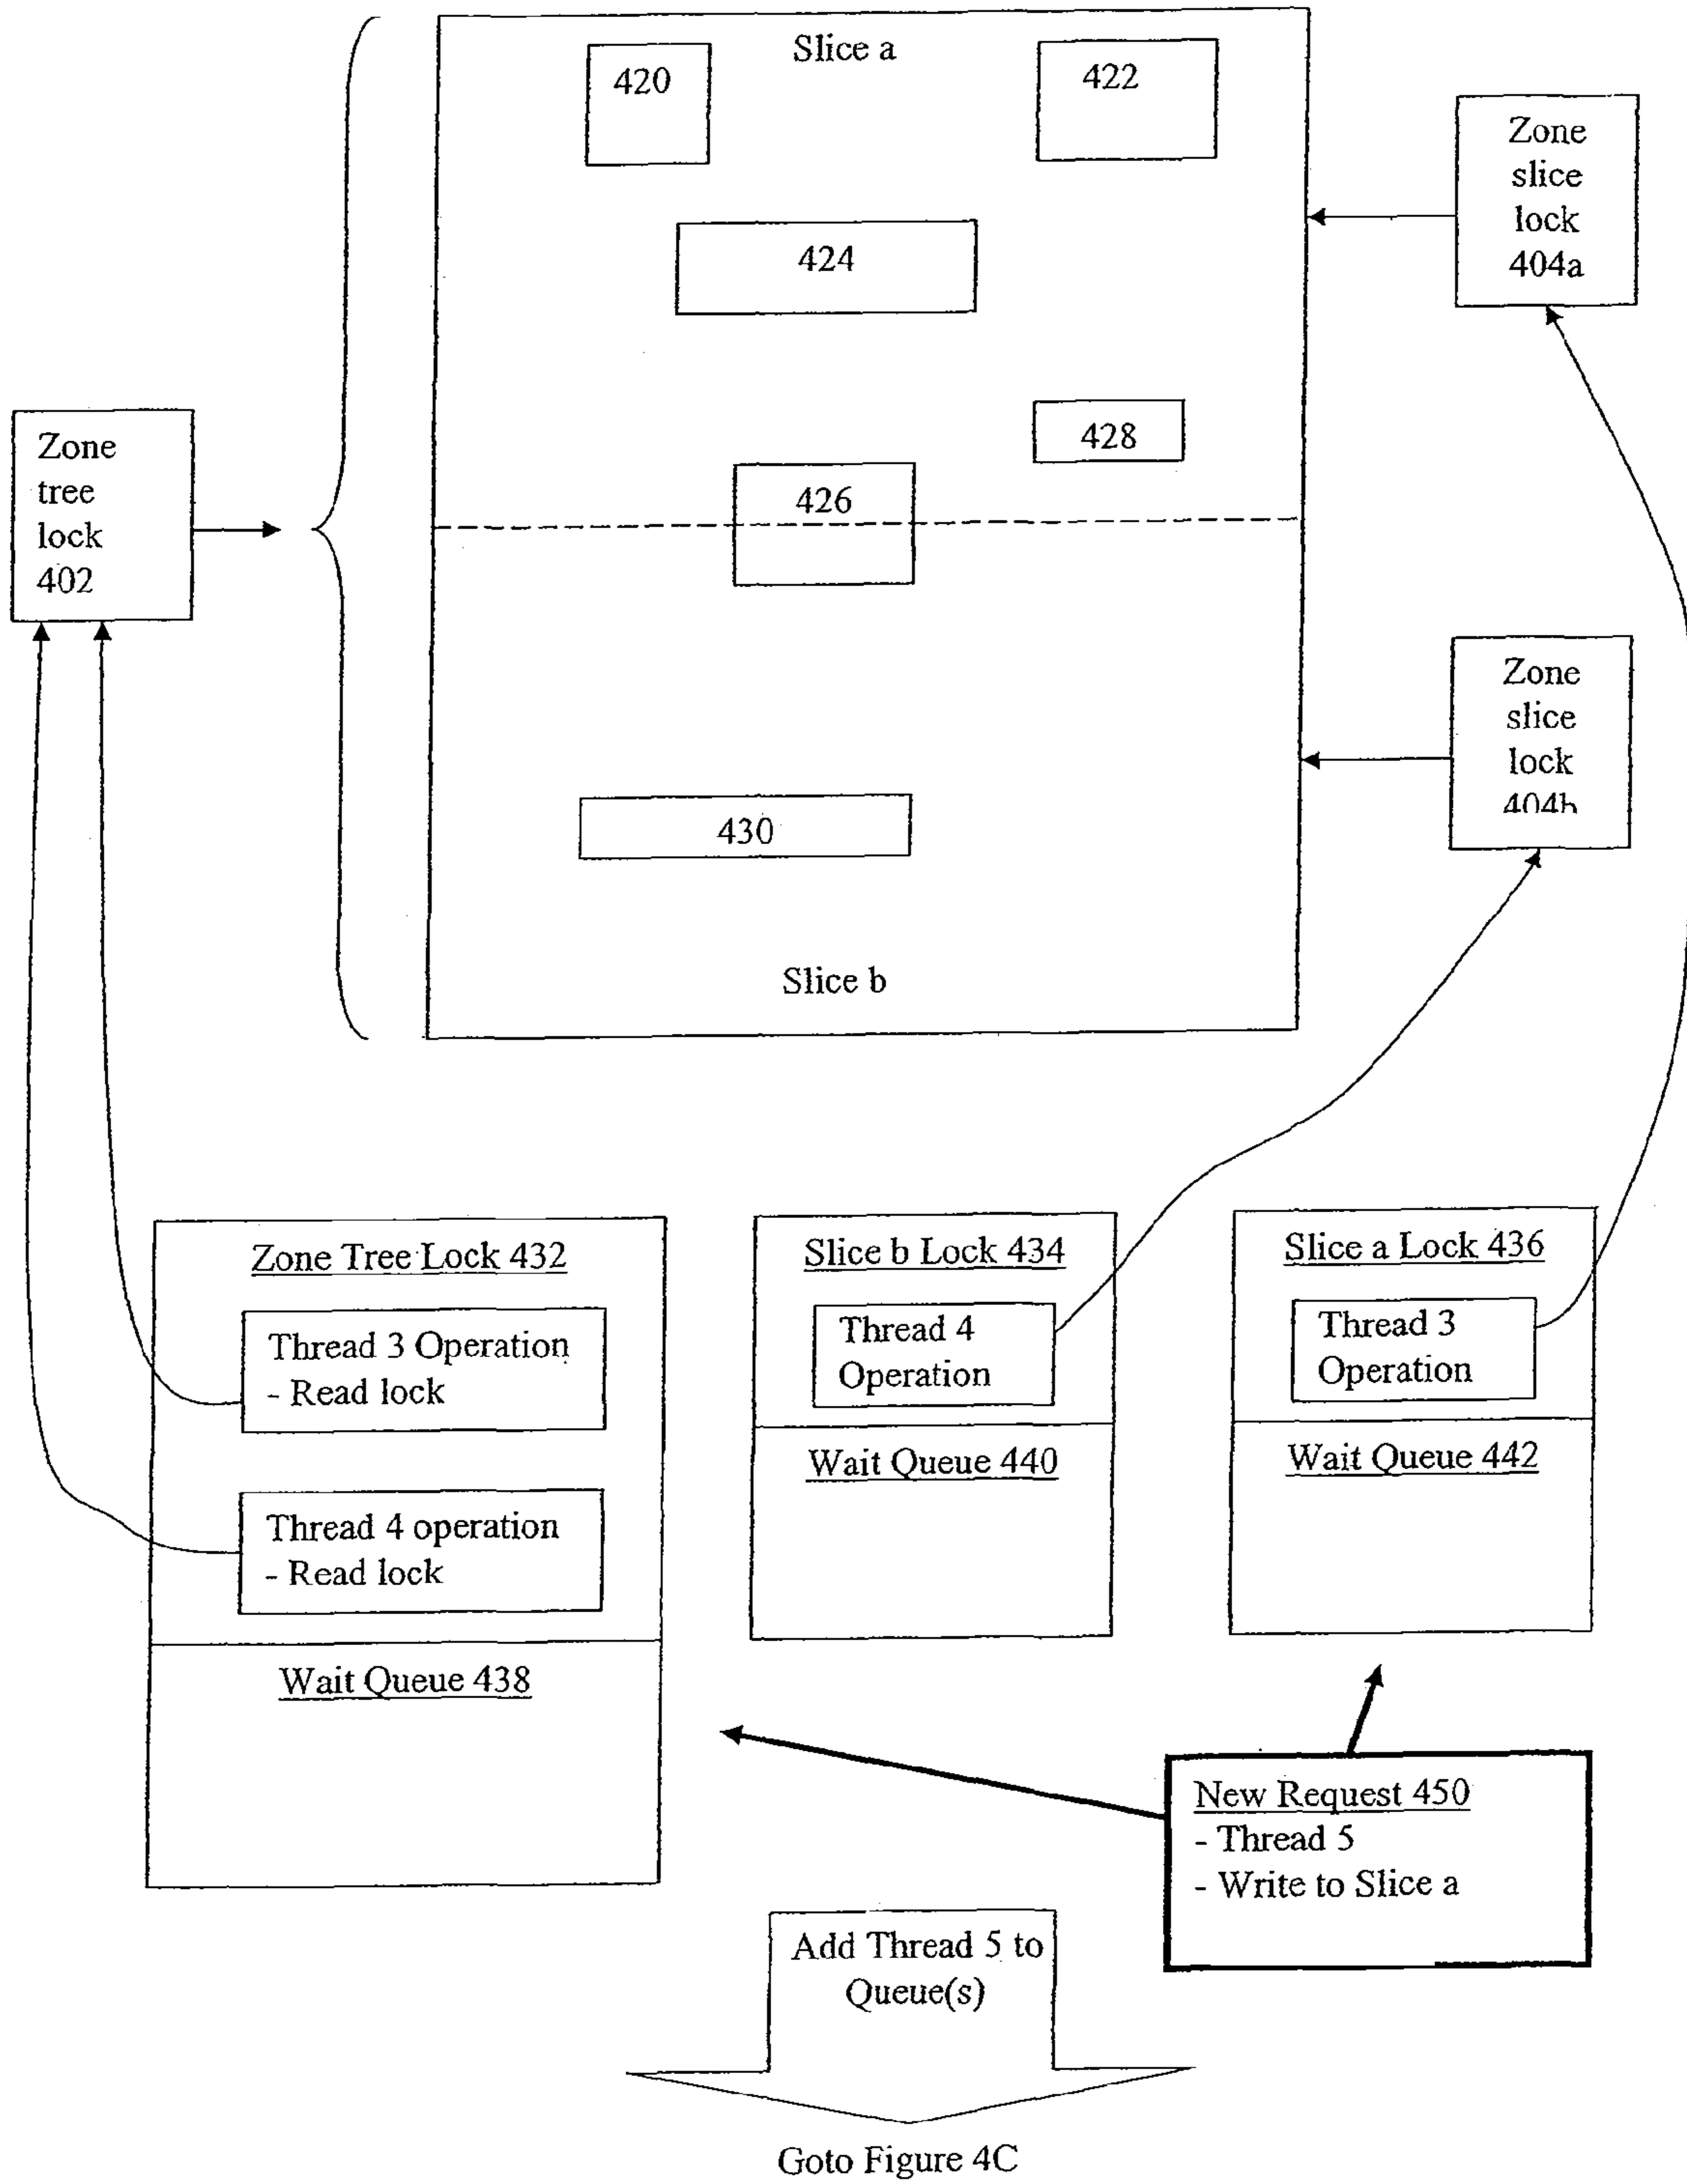 Slice a
420
422
Zone
slice
lock
404a
424
Zone
tree
lock
402
428
426
Zone
slice
lock
404b
430
Slice b
Zone Tree Lock 432
Thread 3 Operation
- Read lock
Thread 4 operation
- Read lock
Wait Queue 438
Slice b Lock 434
Thread 4
Operation
Wait Queue 440
Slice a Lock 436
Thread 3
Operation
Wait Queue 442
New Request 450
- Thread 5
- Write to Slice a
Add Thread 5 to
Queue(s)
Goto Figure 4C